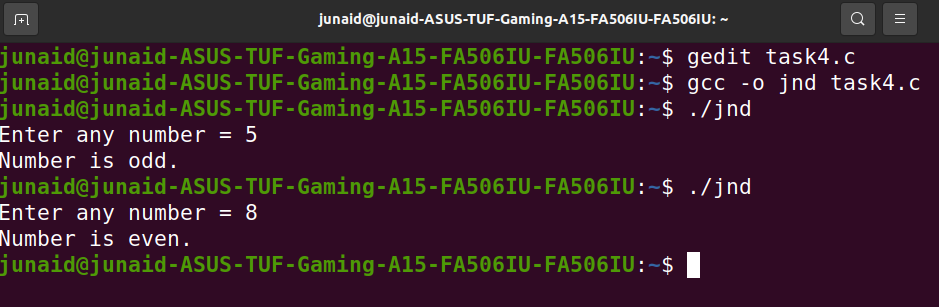 junaid@junaid-ASUS-TUF-Gaming-A15-FA506IU-FA506IU: ~
junaid@junaid-ASUS-TUF-Gaming-A15-FA506IU-FA506IU:~$ gedit task4.c
junaid@junaid-ASUS-TUF-Gaming-A15-FA506IU-FA506IU:~$ gcc -o jnd task4.c
junaid@junaid-ASUS-TUF-Gaming-A15-FA506IU-FA506IU:~$ ./jnd
Enter any number = 5
Number is odd.
junaid@junaid-ASUS-TUF-Gaming-A15-FA506IU-FA506IU:~$ ./jnd
Enter any number = 8
Number is even.
junaid@junaid-ASUS-TUF-Gaming-A15-FA506IU-FA506IU:~$